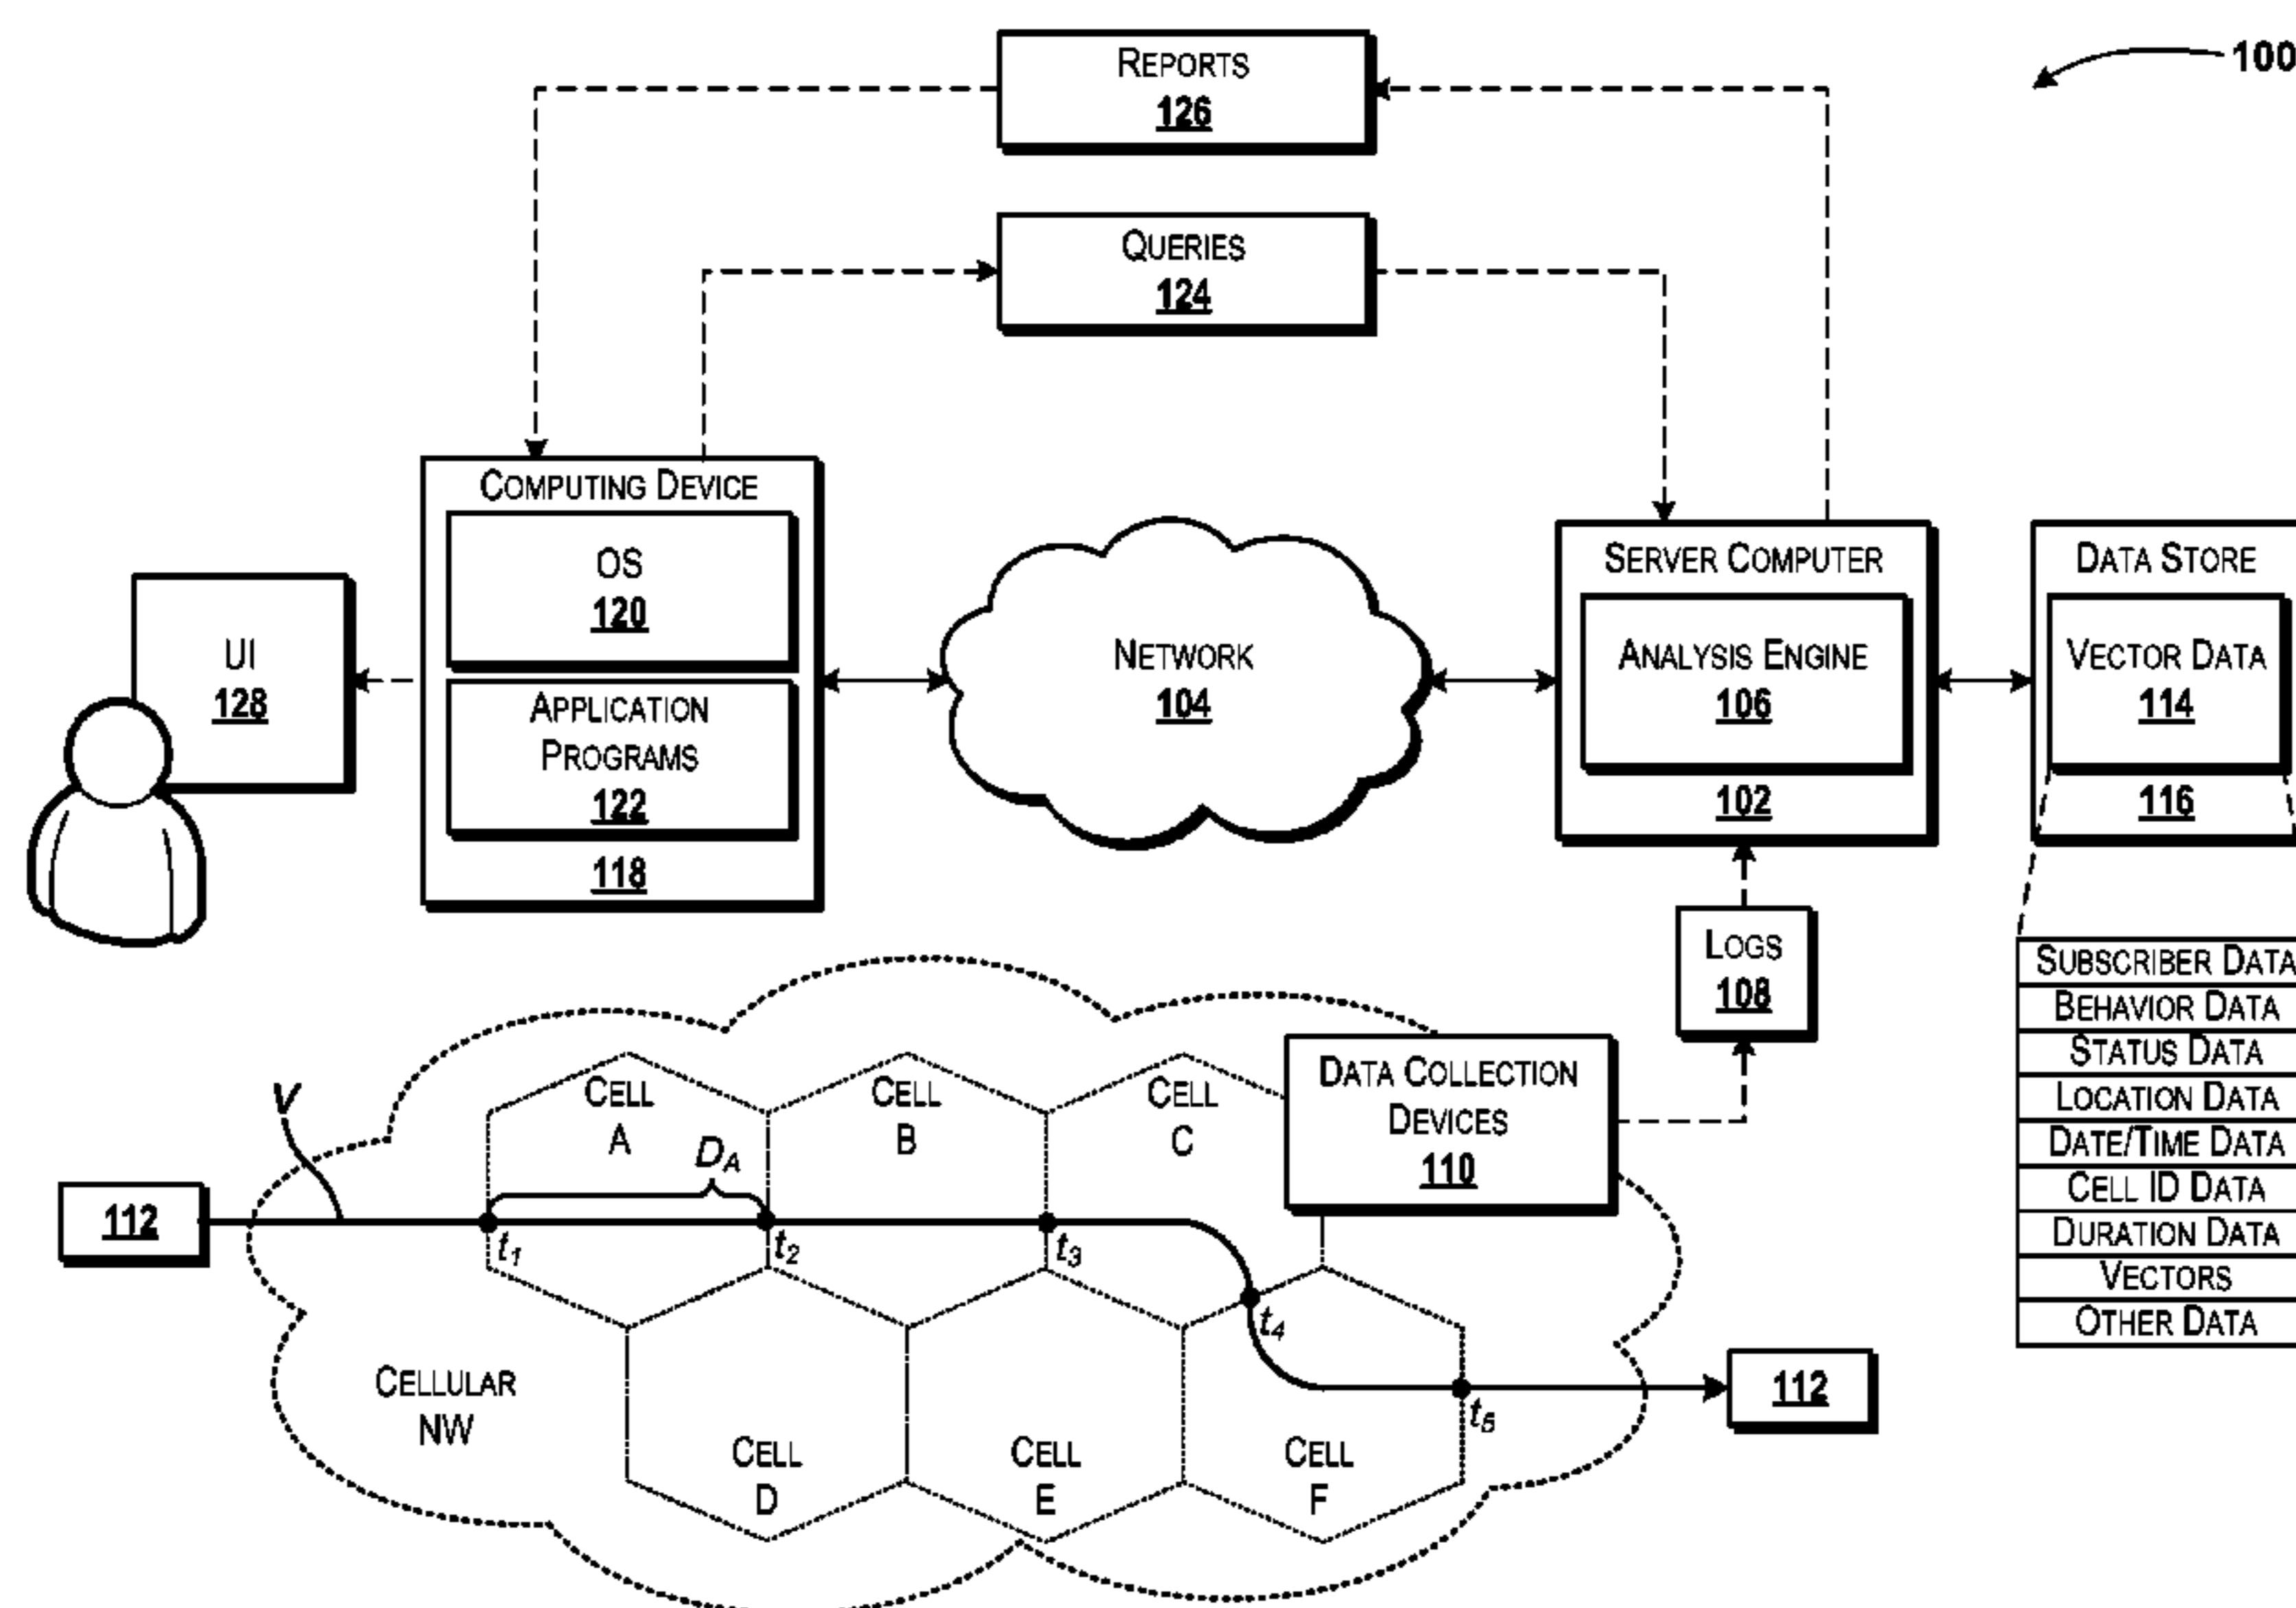 REPORTS
126
100
QUERIES
124
COMPUTING DEVICE
OS
120
APPLICATION
PROGRAMS
122
118
UI
128
NETWORK
104
SERVER COMPUTER
ANALYSIS ENGINE
106
102
DATA STORE
VECTOR DATA
114
116
LOGS
108
SUBSCRIBER DATA
BEHAVIOR DATA
STATUS DATA
LOCATION DATA
DATE/TIME DATA
CELL ID DATA
DURATION DATA
VECTORS
OTHER DATA
DATA COLLECTION
DEVICES
110
CELL
A
CELL
B
CELL
C
V
DA
112
t1
t2
t3
t4
t5
112
CELLULAR
NW
CELL
D
CELL
E
CELL
F